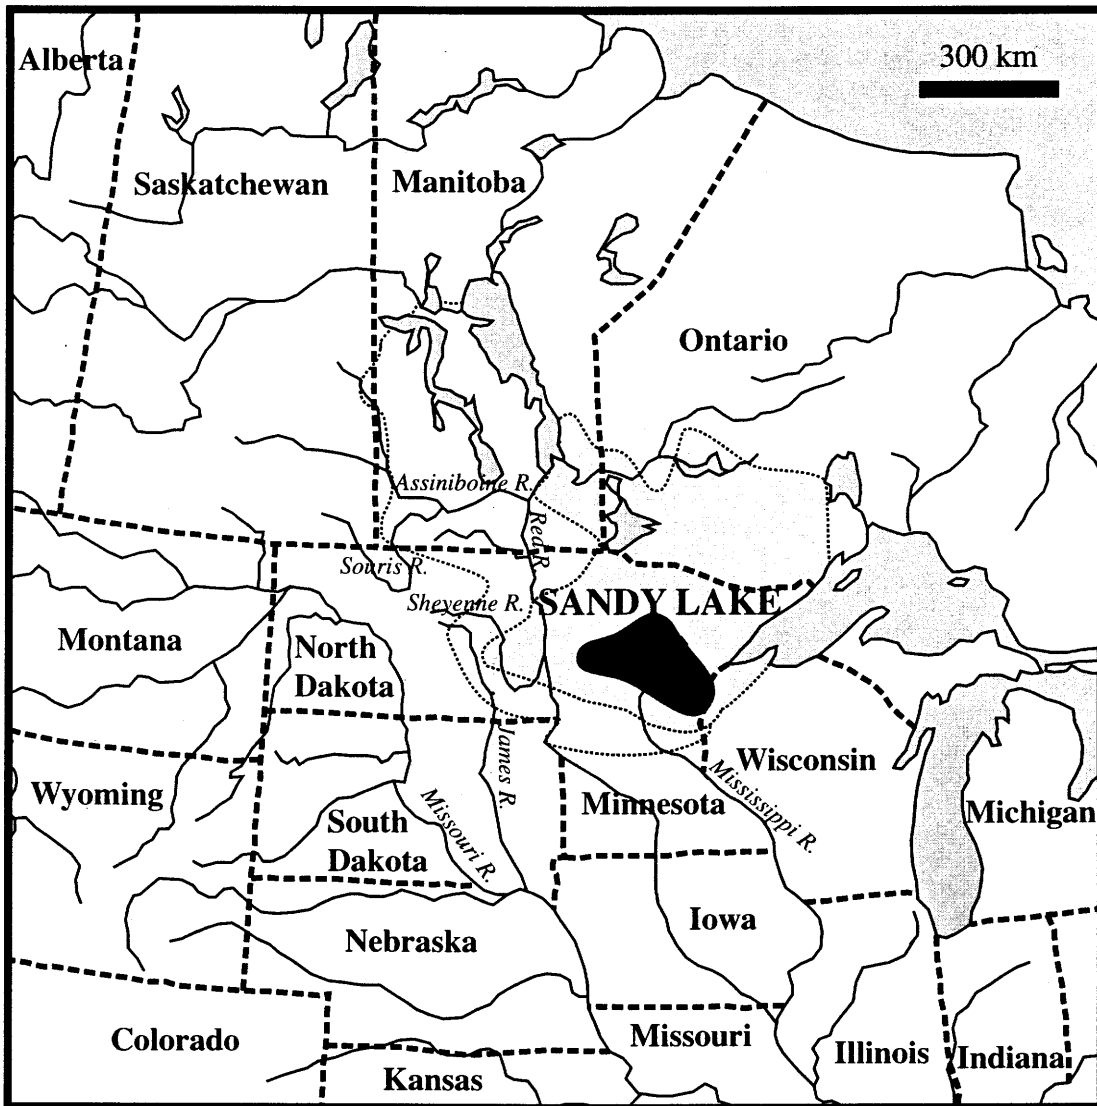 Alberta
300 km
Saskatchewan
Manitoba
Ontario
Assiniboine R.
Red R.
Souris R.
Sheyenne R.
SANDY LAKE
Montana
North
Dakota
James R.
Wyoming
Wisconsin
Mississippi R.
Minnesota
Michigan
Missouri R.
South
Dakota
Iowa
Nebraska
Colorado
Missouri
Illinois
Indiana
Kansas